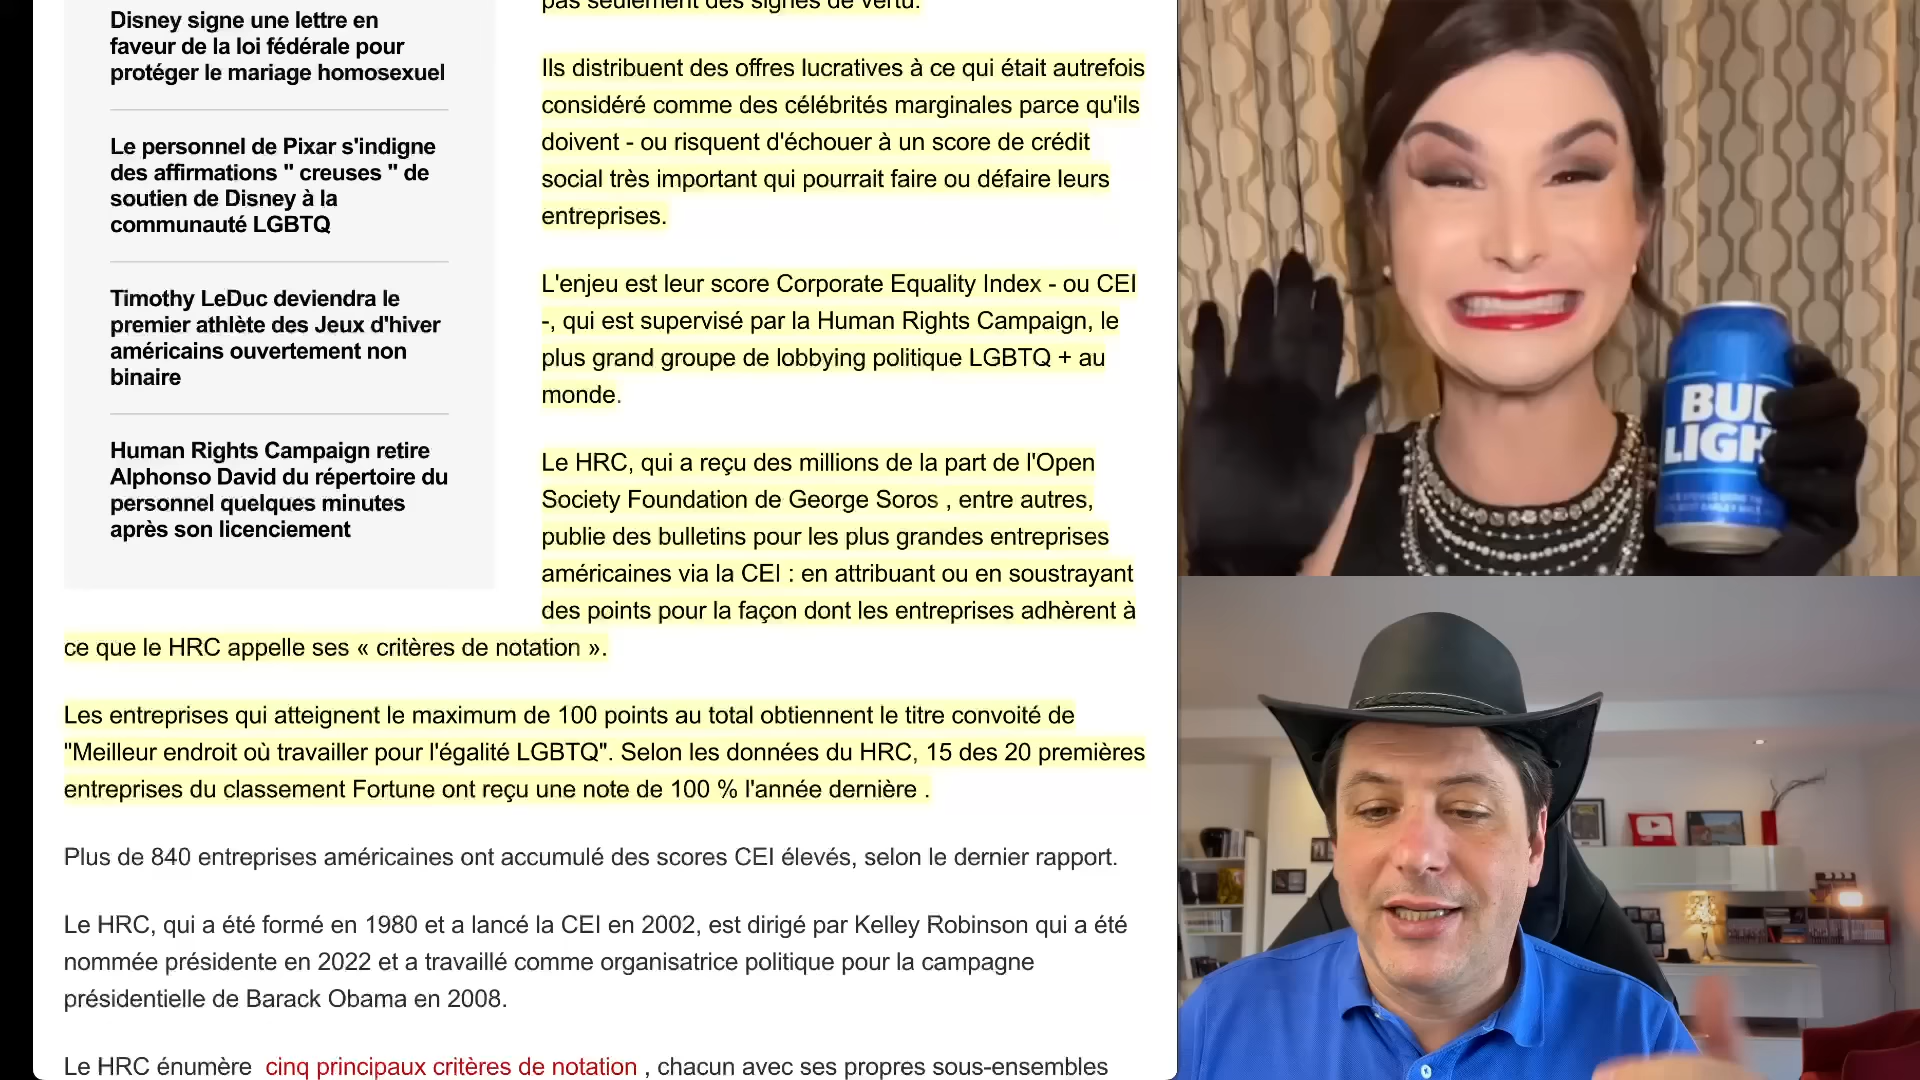 Disney signe une lettre en
faveur de la loi fédérale pour
protéger le mariage homosexuel
Le personnel de Pixar s'indigne
des affirmations " creuses " de
soutien de Disney à la
communauté LGBTQ
Timothy LeDuc deviendra le
premier athlète des Jeux d'hiver
américains ouvertement non
binaire
Human Rights Campaign retire
Alphonso David du répertoire du
personnel quelques minutes
après son licenciement
pas seulement des signes de vertu.
Ils distribuent des offres lucratives à ce qui était autrefois
considéré comme des célébrités marginales parce qu'ils
doivent - ou risquent d'échouer à un score de crédit
social très important qui pourrait faire ou défaire leurs
entreprises.
L'enjeu est leur score Corporate Equality Index - ou CEI
-, qui est supervisé par la Human Rights Campaign, le
plus grand groupe de lobbying politique LGBTQ + au
monde.
Le HRC, qui a reçu des millions de la part de l'Open
Society Foundation de George Soros , entre autres,
publie des bulletins pour les plus grandes entreprises
américaines via la CEI : en attribuant ou en soustrayant
des points pour la façon dont les entreprises adhèrent à
ce que le HRC appelle ses « critères de notation ».
Les entreprises qui atteignent le maximum de 100 points au total obtiennent le titre convoité de
"Meilleur endroit où travailler pour l'égalité LGBTQ". Selon les données du HRC, 15 des 20 premières
entreprises du classement Fortune ont reçu une note de 100 % l'année dernière .
Plus de 840 entreprises américaines ont accumulé des scores CEI élevés, selon le dernier rapport.
Le HRC, qui a été formé en 1980 et a lancé la CEI en 2002, est dirigé par Kelley Robinson qui a été
nommée présidente en 2022 et a travaillé comme organisatrice politique pour la campagne
présidentielle de Barack Obama en 2008.
Le HRC énumère cinq principaux critères de notation , chacun avec ses propres sous-ensembles
BUD
LIGH